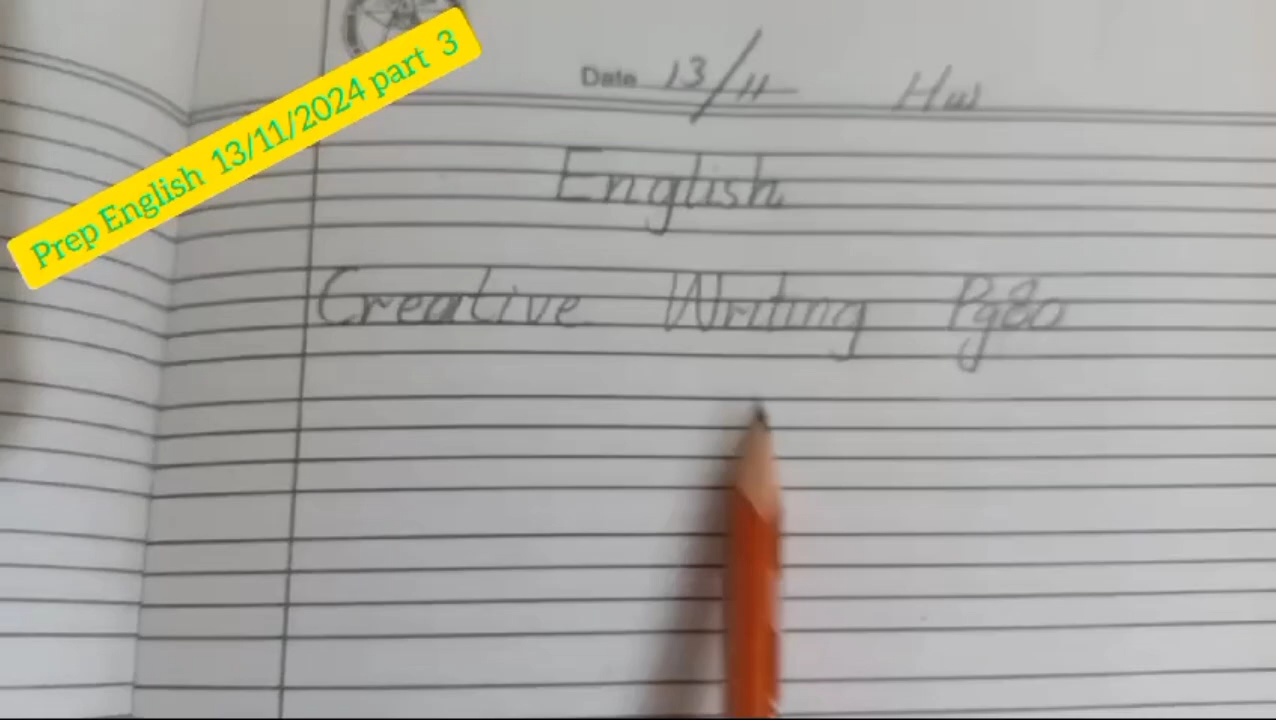 Prep English 13/11/2024 part 3
Date 13/11 Hw
English
Creative Writing Pg80